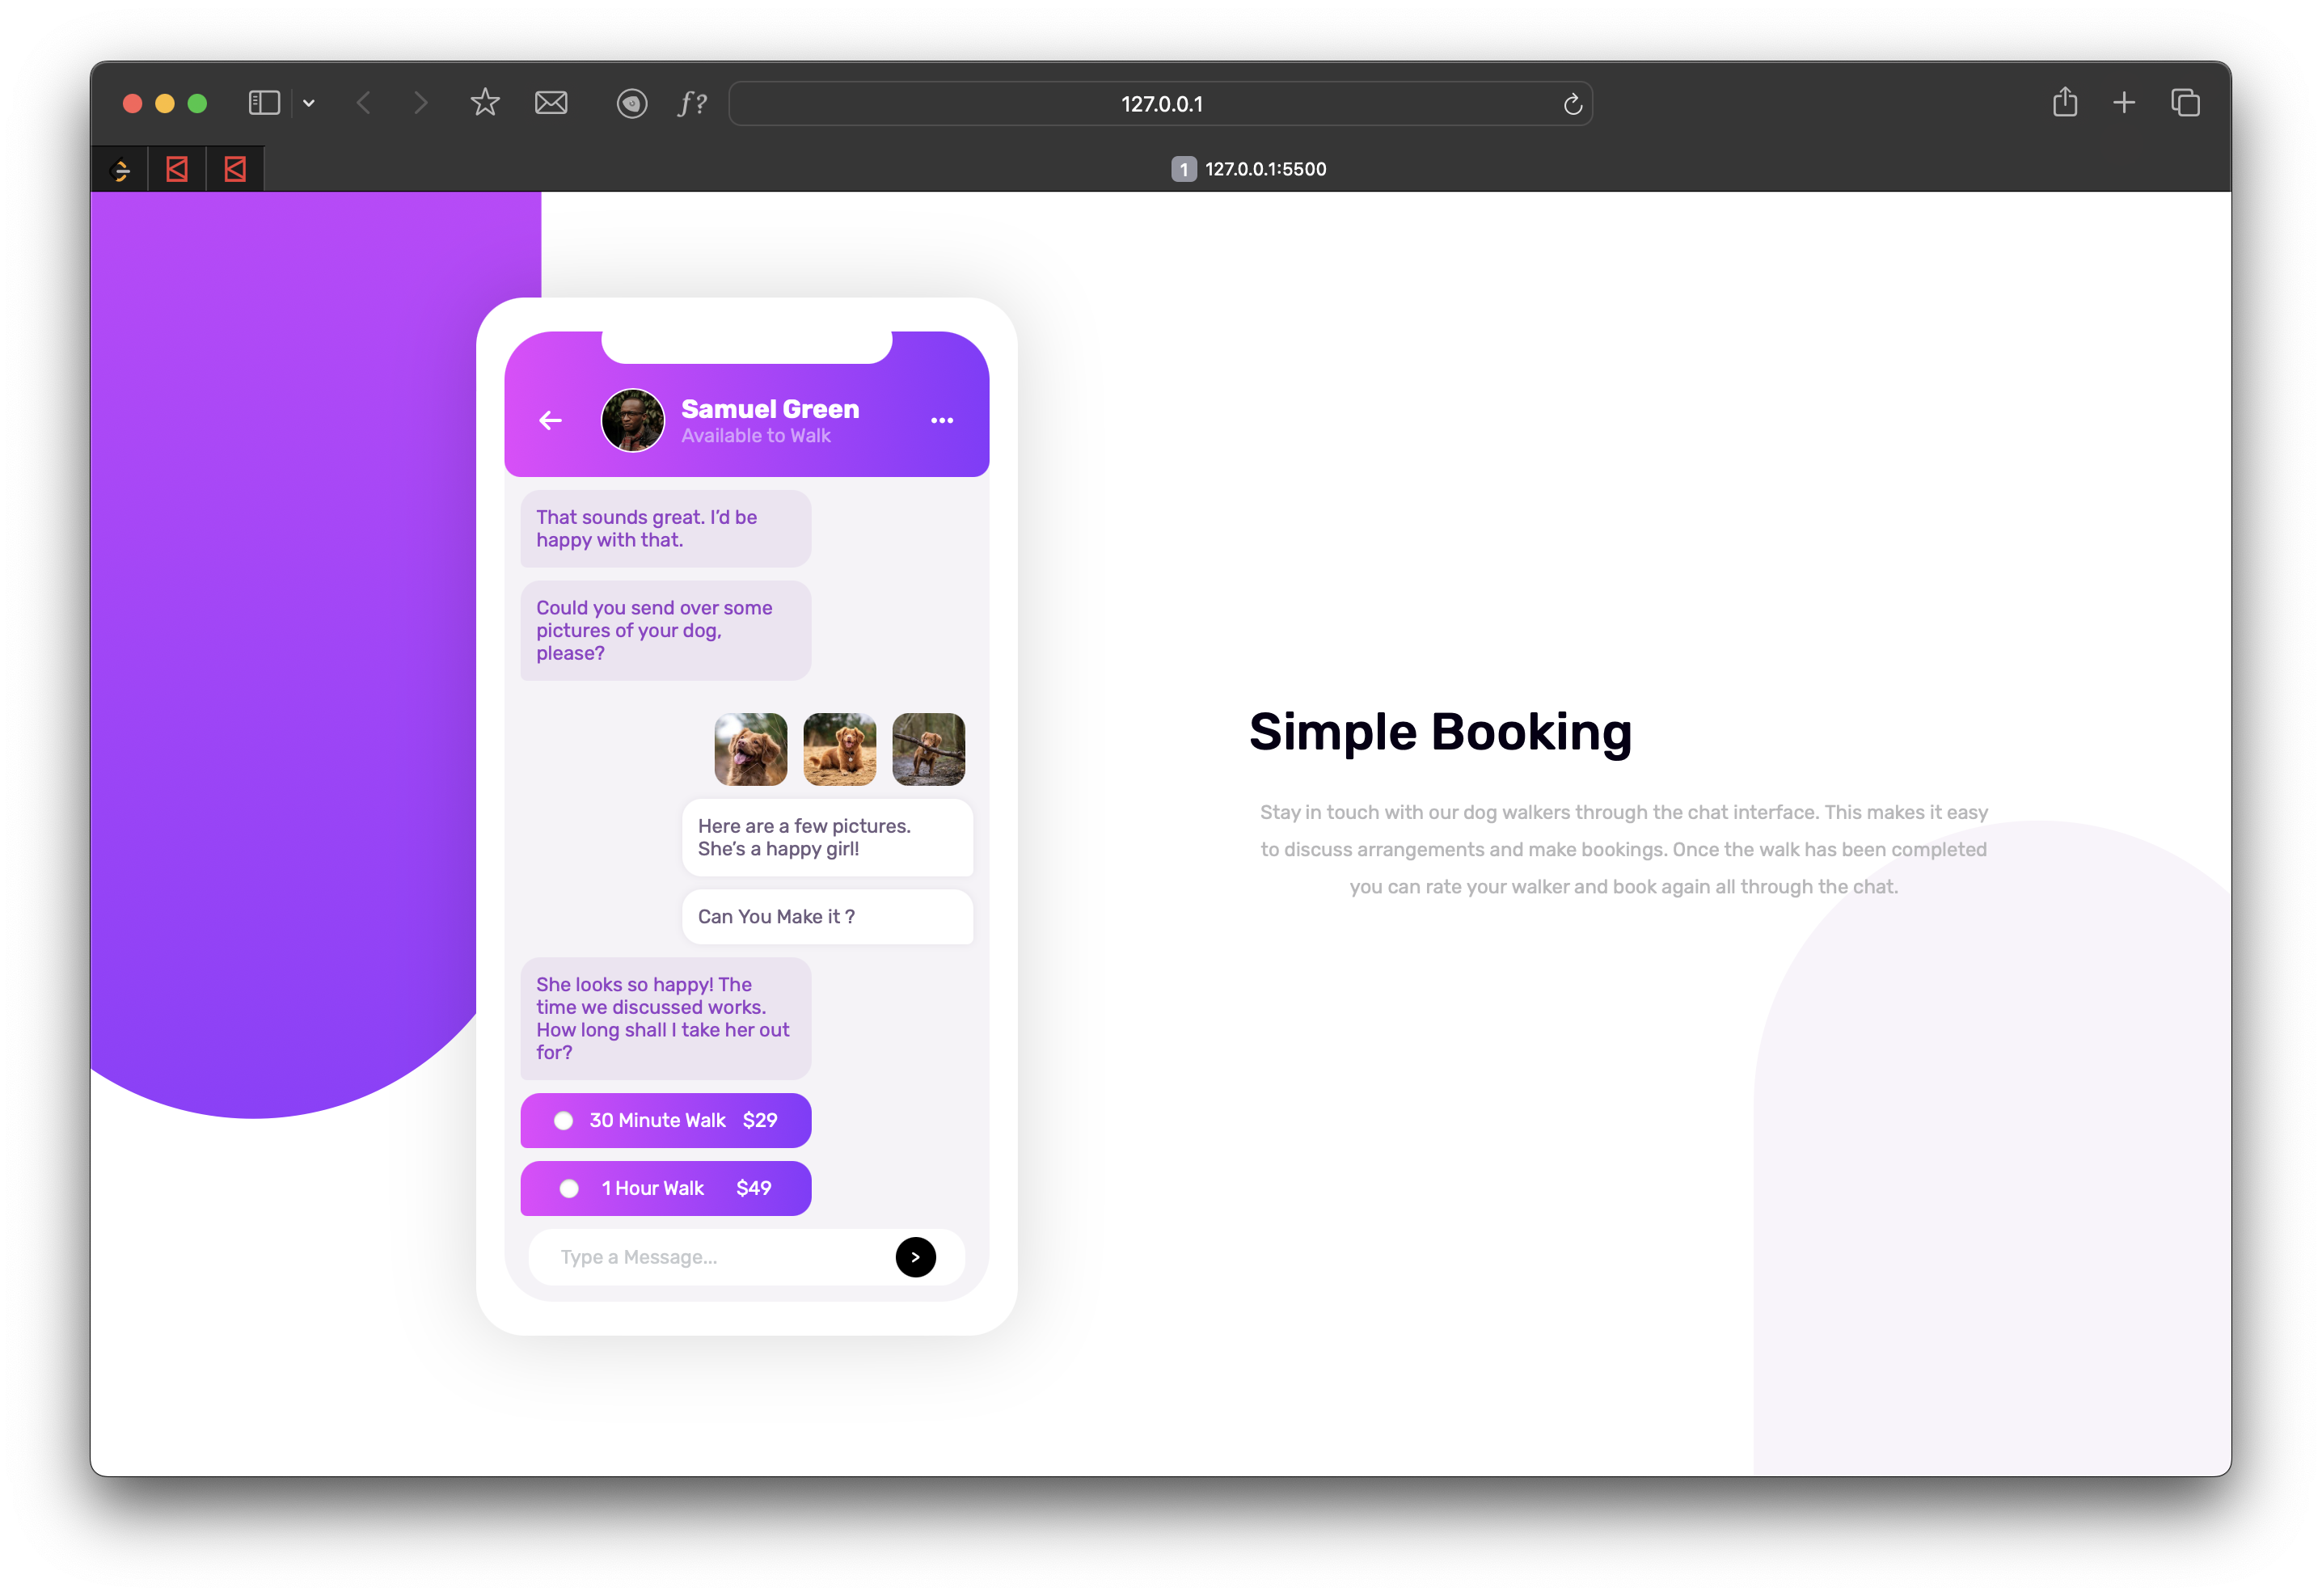 f?
127.0.0.1
1 127.0.0.1:5500
Samuel Green
Available to Walk
That sounds great. I’d be
happy with that.
Could you send over some
pictures of your dog,
please?
Here are a few pictures.
She’s a happy girl!
Can You Make it ?
She looks so happy! The
time we discussed works.
How long shall I take her out
for?
30 Minute Walk $29
1 Hour Walk $49
Type a Message...
>
Simple Booking
Stay in touch with our dog walkers through the chat interface. This makes it easy
to discuss arrangements and make bookings. Once the walk has been completed
you can rate your walker and book again all through the chat.